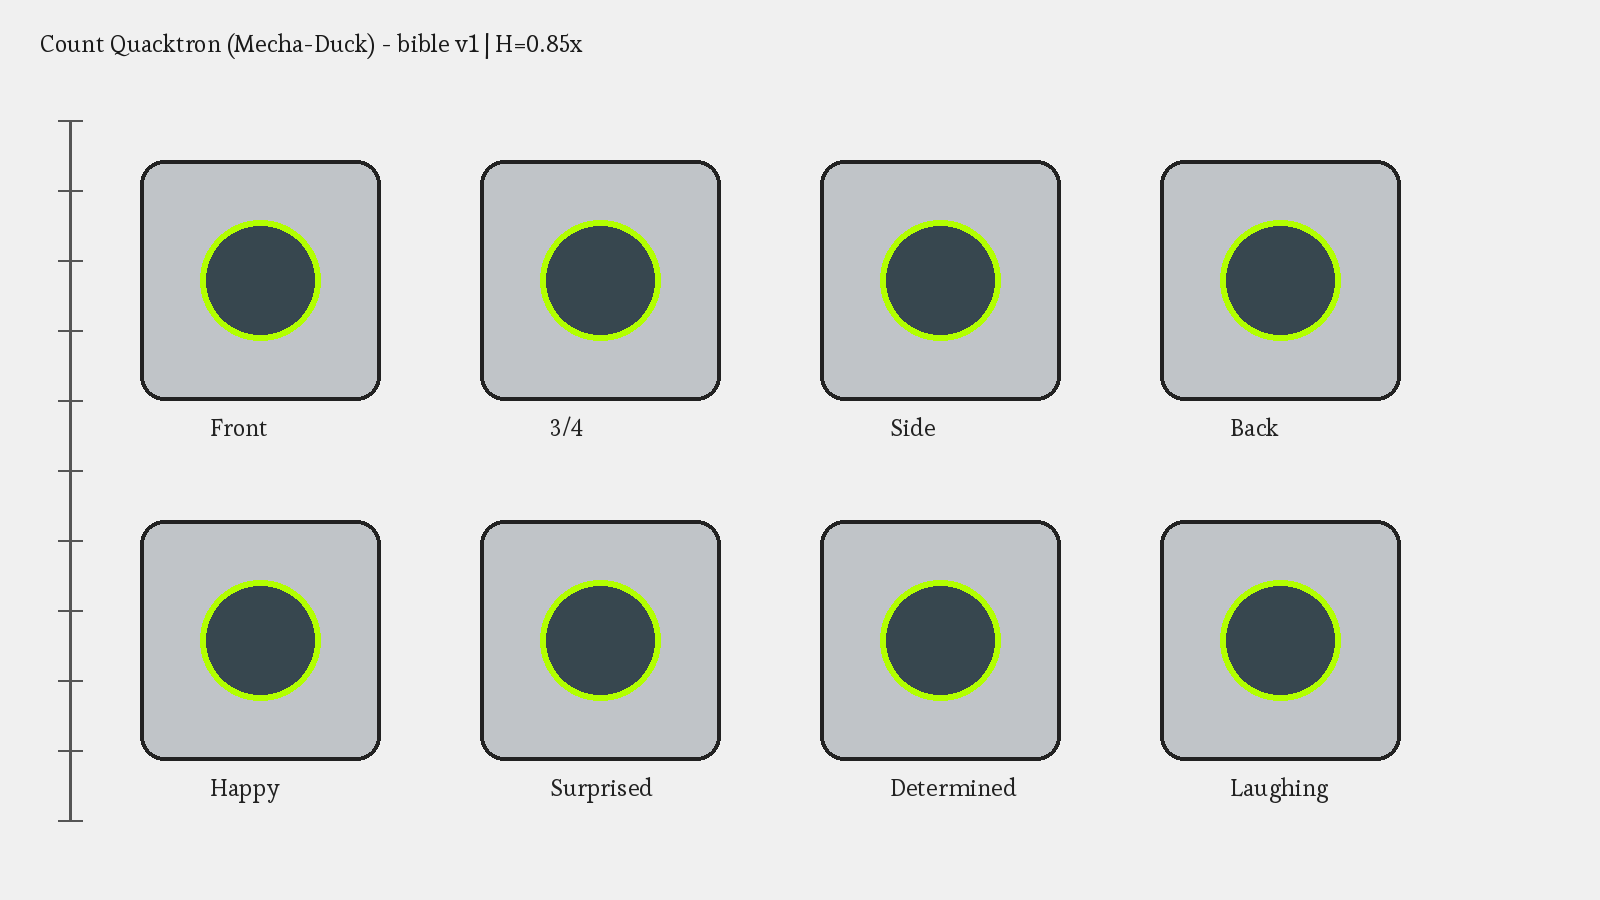 Count Quacktron (Mecha-Duck) - bible v1 | H=0.85x
Front
3/4
Side
Back
Happy
Surprised
Determined
Laughing